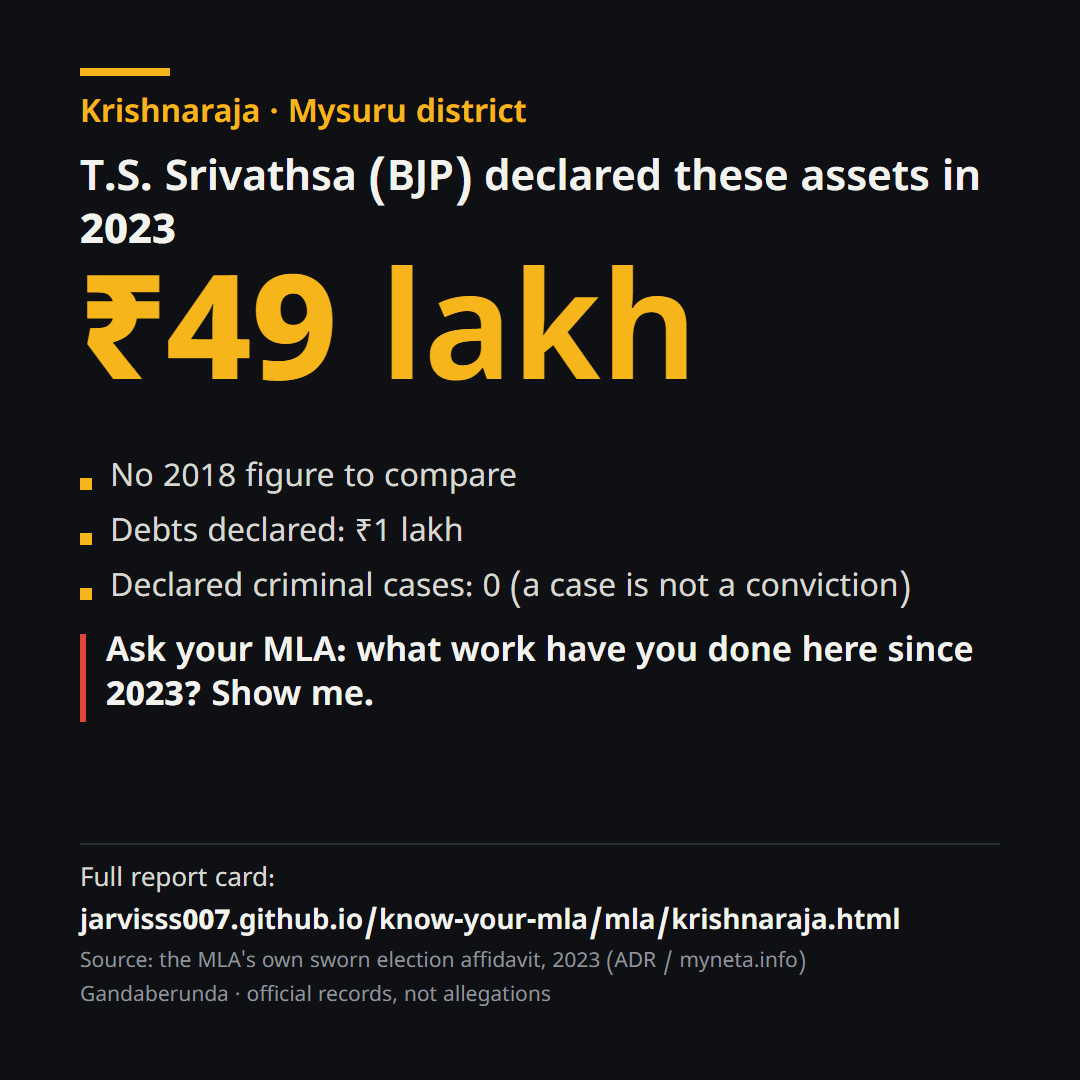 Krishnaraja · Mysuru district
T.S. Srivathsa (BJP) declared these assets in
2023
₹49 lakh
No 2018 figure to compare
Debts declared: ₹1 lakh
Declared criminal cases: 0 (a case is not a conviction)
Ask your MLA: what work have you done here since
2023? Show me.
Full report card:
jarvisss007.github.io/know-your-mla/mla/krishnaraja.html
Source: the MLA's own sworn election affidavit, 2023 (ADR / myneta.info)
Gandaberunda · official records, not allegations